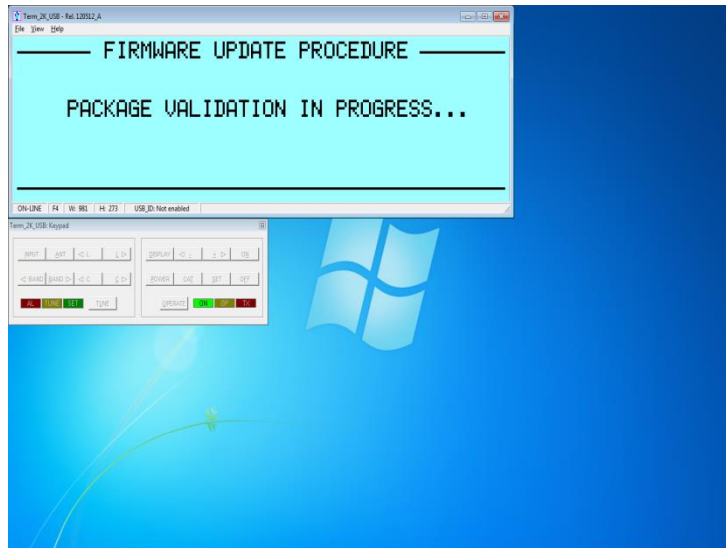 Term_2K_USB - Rel. 120512_A
File View Help
FIRMWARE UPDATE PROCEDURE
PACKAGE VALIDATION IN PROGRESS...
ON-LINE F4 W: 981 H: 273 USB_ID: Not enabled
Term_2K_USB: Keypad
INPUT ANT ◁ L L ▷ DISPLAY ◁ - + ▷ ON
◁ BAND BAND ▷ ◁ C C ▷ POWER CAT SET OFF
AL TUNE SET TUNE OPERATE ON OP TX